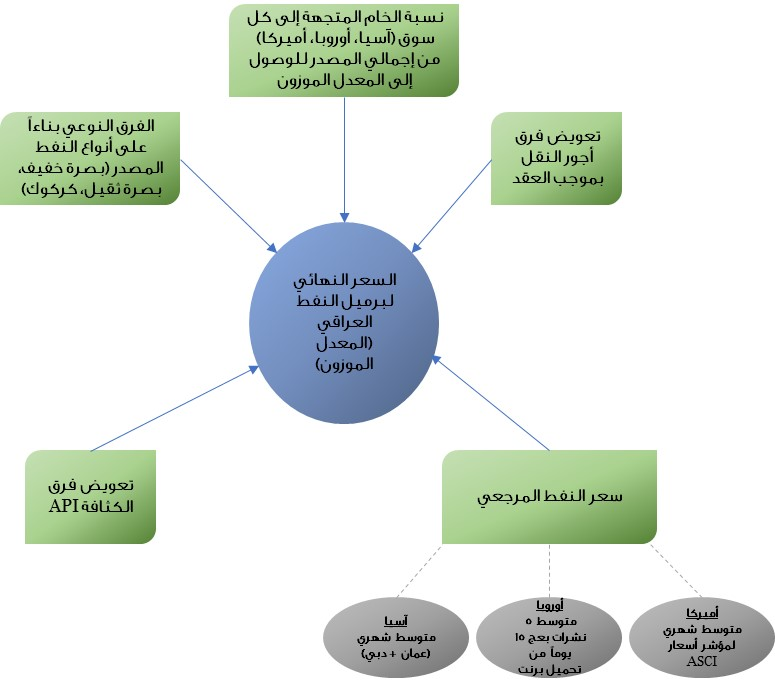 نسبة الخام المتجهة إلى كل
سوق (آسيا، أوروبا، أميركا)
من إجمالي المصدر للوصول
إلى المعدل الموزون
تعويض فرق
أجور النقل
بموجب العقد
الفرق النوعي بناءاً
على أنواع النفط
المصدر (بصرة خفيف،
بصرة ثقيل، كركوك)
السعر النهائي
لبرميل النفط
العراقي
(المعدل
الموزون)
سعر النفط المرجعي
تعويض فرق
الكثافة API
أميركا
متوسط شهري
لمؤشر أسعار
ASCI
أوروبا
متوسط ٥
نشرات بعج ١٥
يوماً من
تحميل برنت
آسيا
متوسط شهري
(عمان + دبي)